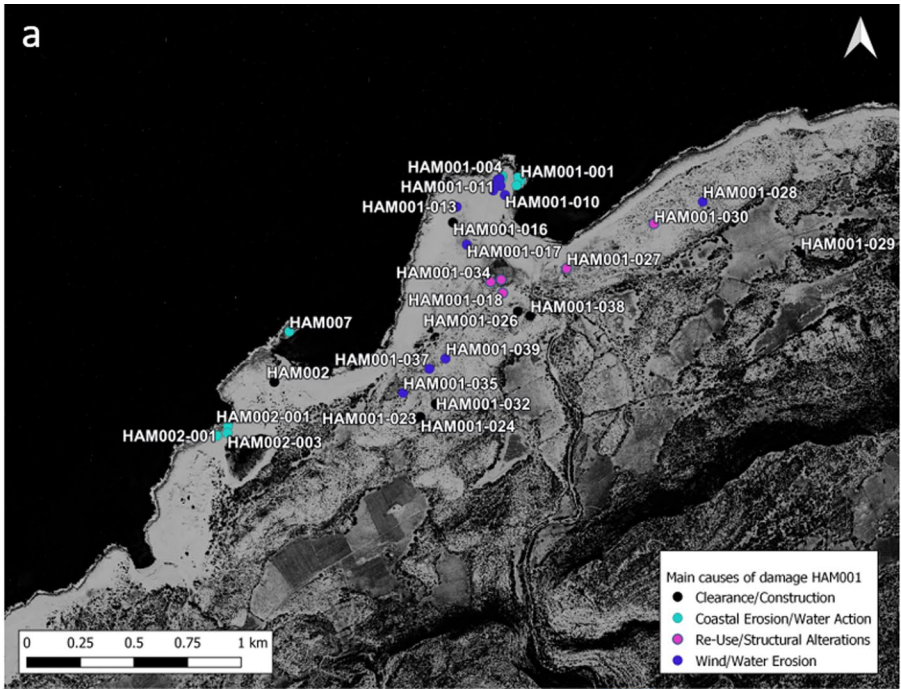 a
HAM001-004
HAM001-001
HAM001-011
HAM001-028
HAM001-010
HAM001-013
HAM001-030
HAM001-016
HAM001-029
HAM001-017
HAM001-027
HAM001-034
HAM001-018
HAM001-038
HAM001-026
HAM007
HAM001-039
HAM001-037
HAM002
HAM001-035
HAM001-032
HAM002-001
HAM001-023
HAM001-024
HAM002-001
HAM002-003
Main causes of damage HAM001
Clearance/Construction
Coastal Erosion/Water Action
Re-Use/Structural Alterations
Wind/Water Erosion
0 0.25 0.5 0.75 1 km